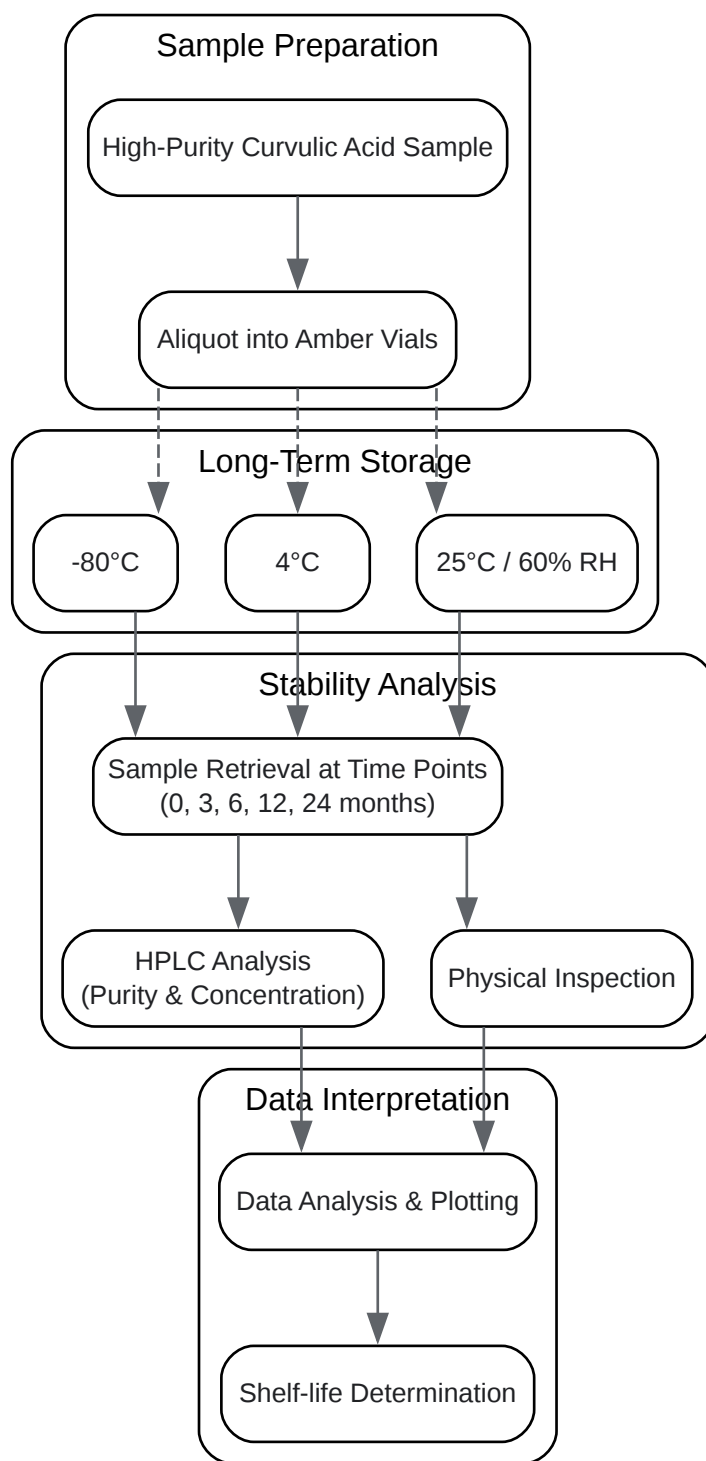 Sample Preparation
High-Purity Curvulic Acid Sample
Aliquot into Amber Vials
Long-Term Storage
-80°C
4°C
25°C / 60% RH
Stability Analysis
Sample Retrieval at Time Points
(0, 3, 6, 12, 24 months)
HPLC Analysis
(Purity & Concentration)
Physical Inspection
Data Interpretation
Data Analysis & Plotting
Shelf-life Determination